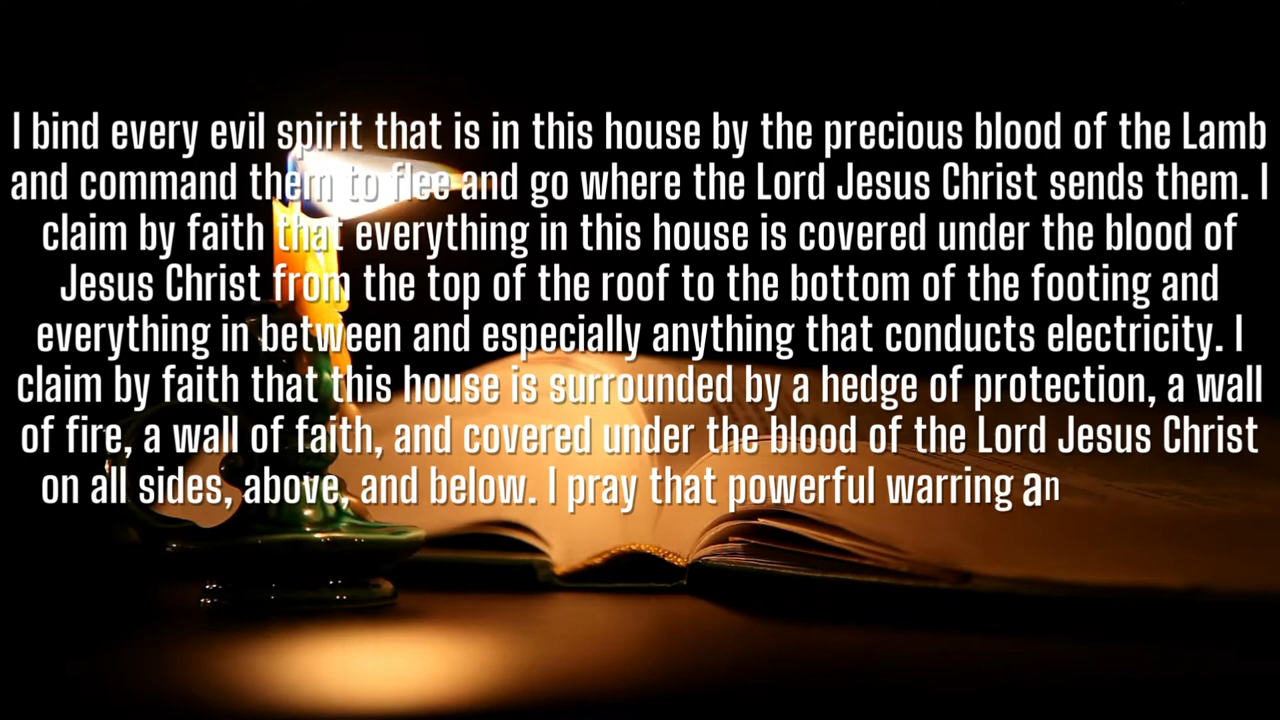 I bind every evil spirit that is in this house by the precious blood of the Lamb
and command them to flee and go where the Lord Jesus Christ sends them. I
claim by faith that everything in this house is covered under the blood of
Jesus Christ from the top of the roof to the bottom of the footing and
everything in between and especially anything that conducts electricity. I
claim by faith that this house is surrounded by a hedge of protection, a wall
of fire, a wall of faith, and covered under the blood of the Lord Jesus Christ
on all sides, above, and below. I pray that powerful warring an